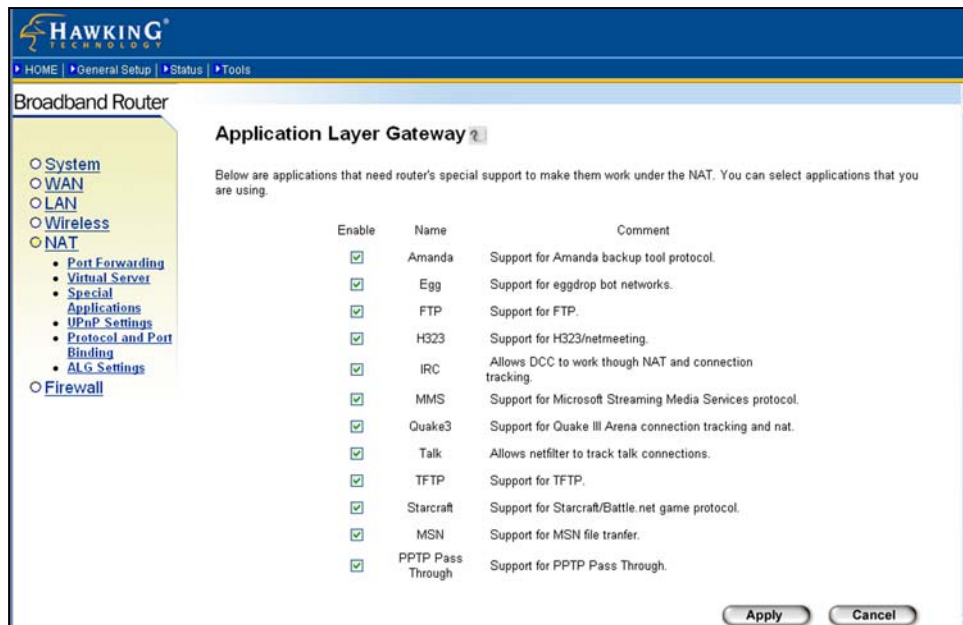 HAWKING®
TECHNOLOGY
HOME | General Setup | Status | Tools
Broadband Router
System
WAN
LAN
Wireless
NAT
Port Forwarding
Virtual Server
Special
Applications
UPnP Settings
Protocol and Port
Binding
ALG Settings
Firewall
Application Layer Gateway ?
Below are applications that need router's special support to make them work under the NAT. You can select applications that you
are using.
Enable Name Comment
Amanda Support for Amanda backup tool protocol.
Egg Support for eggdrop bot networks.
FTP Support for FTP.
H323 Support for H323/netmeeting.
IRC Allows DCC to work though NAT and connection
tracking.
MMS Support for Microsoft Streaming Media Services protocol.
Quake3 Support for Quake III Arena connection tracking and nat.
Talk Allows netfilter to track talk connections.
TFTP Support for TFTP.
Starcraft Support for Starcraft/Battle.net game protocol.
MSN Support for MSN file tranfer.
PPTP Pass
Through Support for PPTP Pass Through.
Apply Cancel